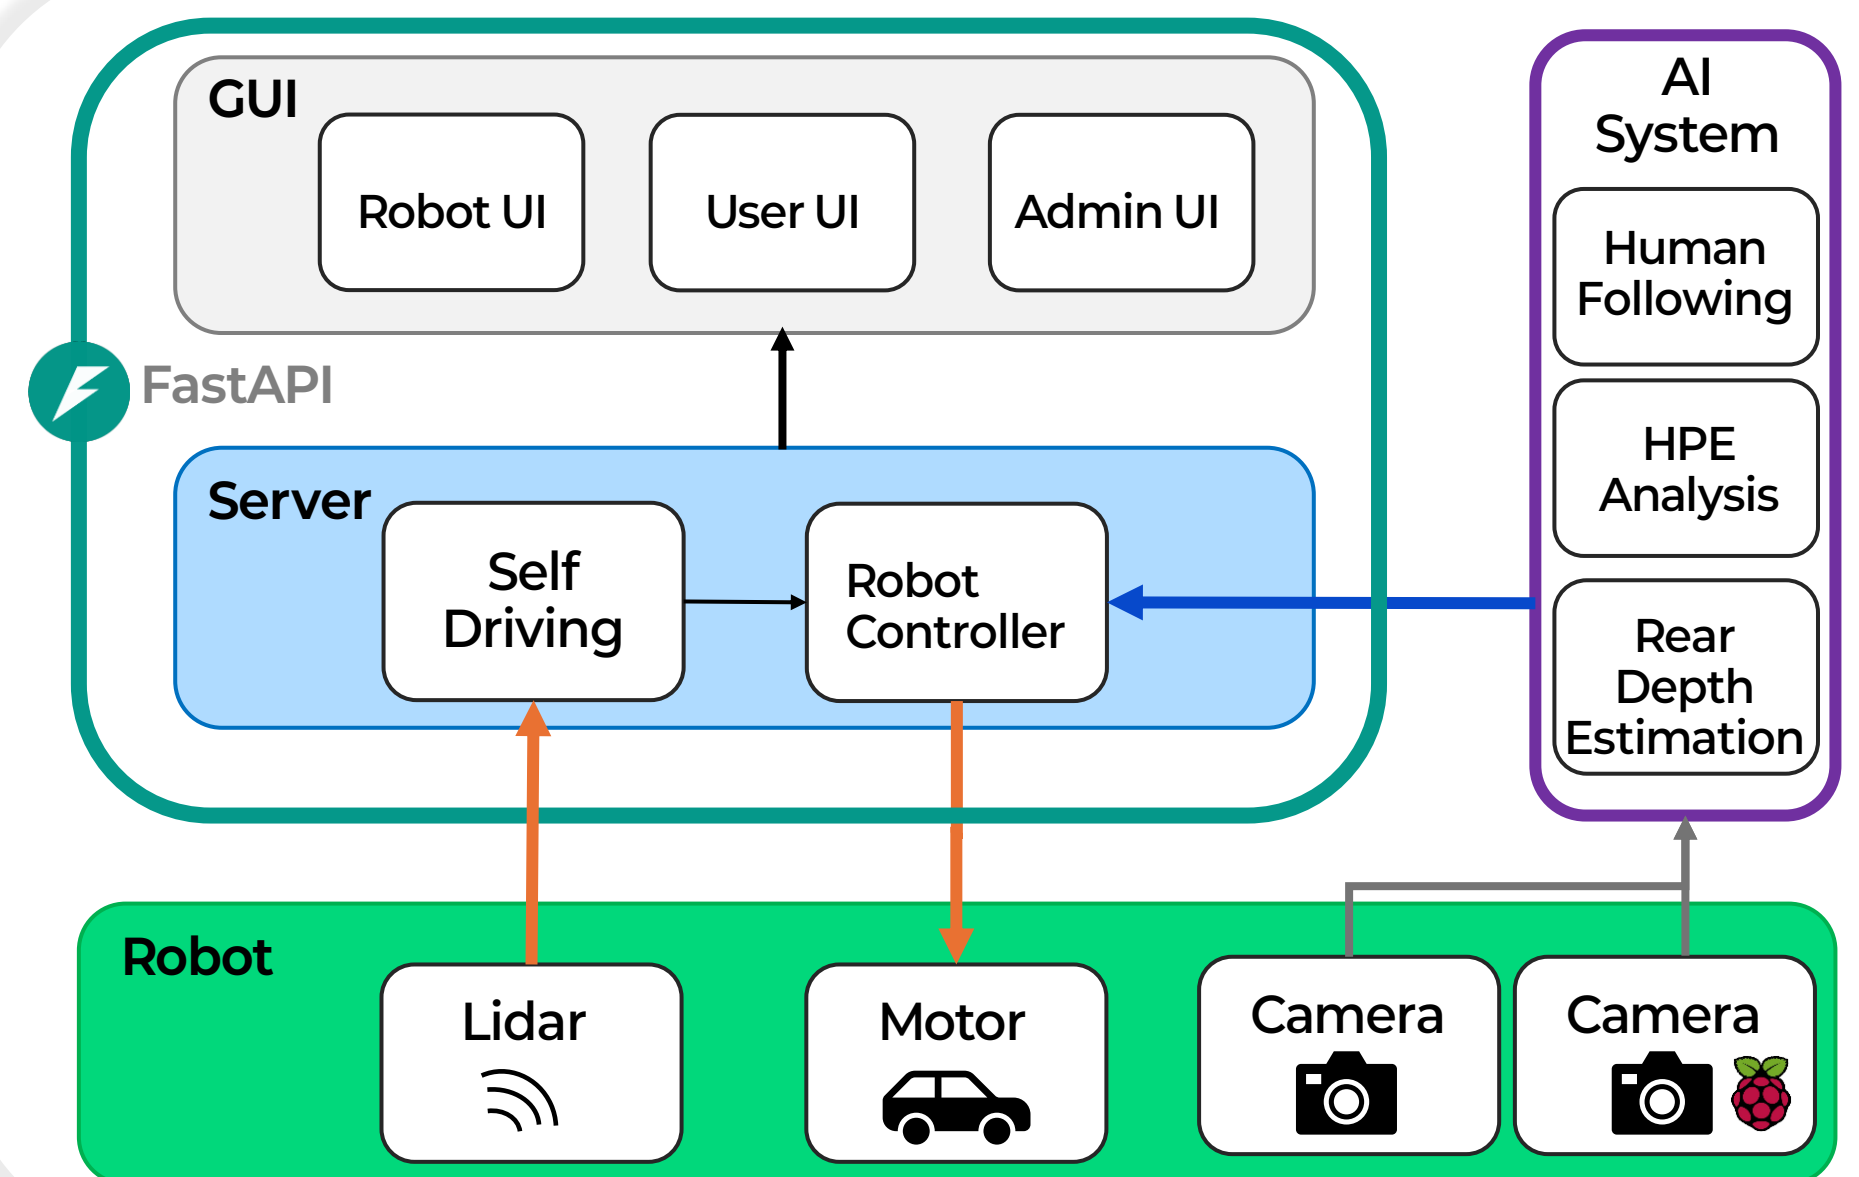 GUI
Robot UI
User UI
Admin UI
FastAPI
Server
Self
Driving
Robot
Controller
AI
System
Human
Following
HPE
Analysis
Rear
Depth
Estimation
Robot
Lidar
Motor
Camera
Camera